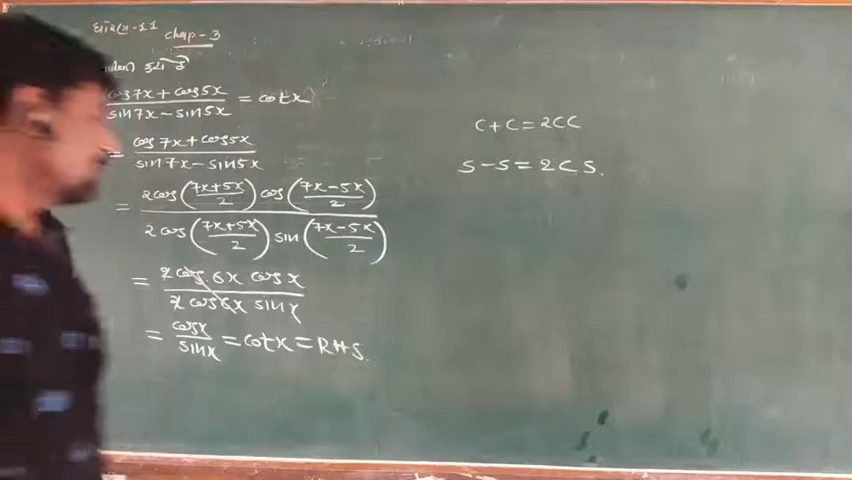 chap - 3
cos7x + cos5x / sin7x - sin5x = cotx
= cos7x + cos5x / sin7x - sin5x
= 2cos(7x+5x/2) cos(7x-5x/2) / 2cos(7x+5x/2) sin(7x-5x/2)
= 2cos6x cosx / 2cos6x sinx
= cosx / sinx = cotx = RHS
C + C = 2CC
S - S = 2CS.